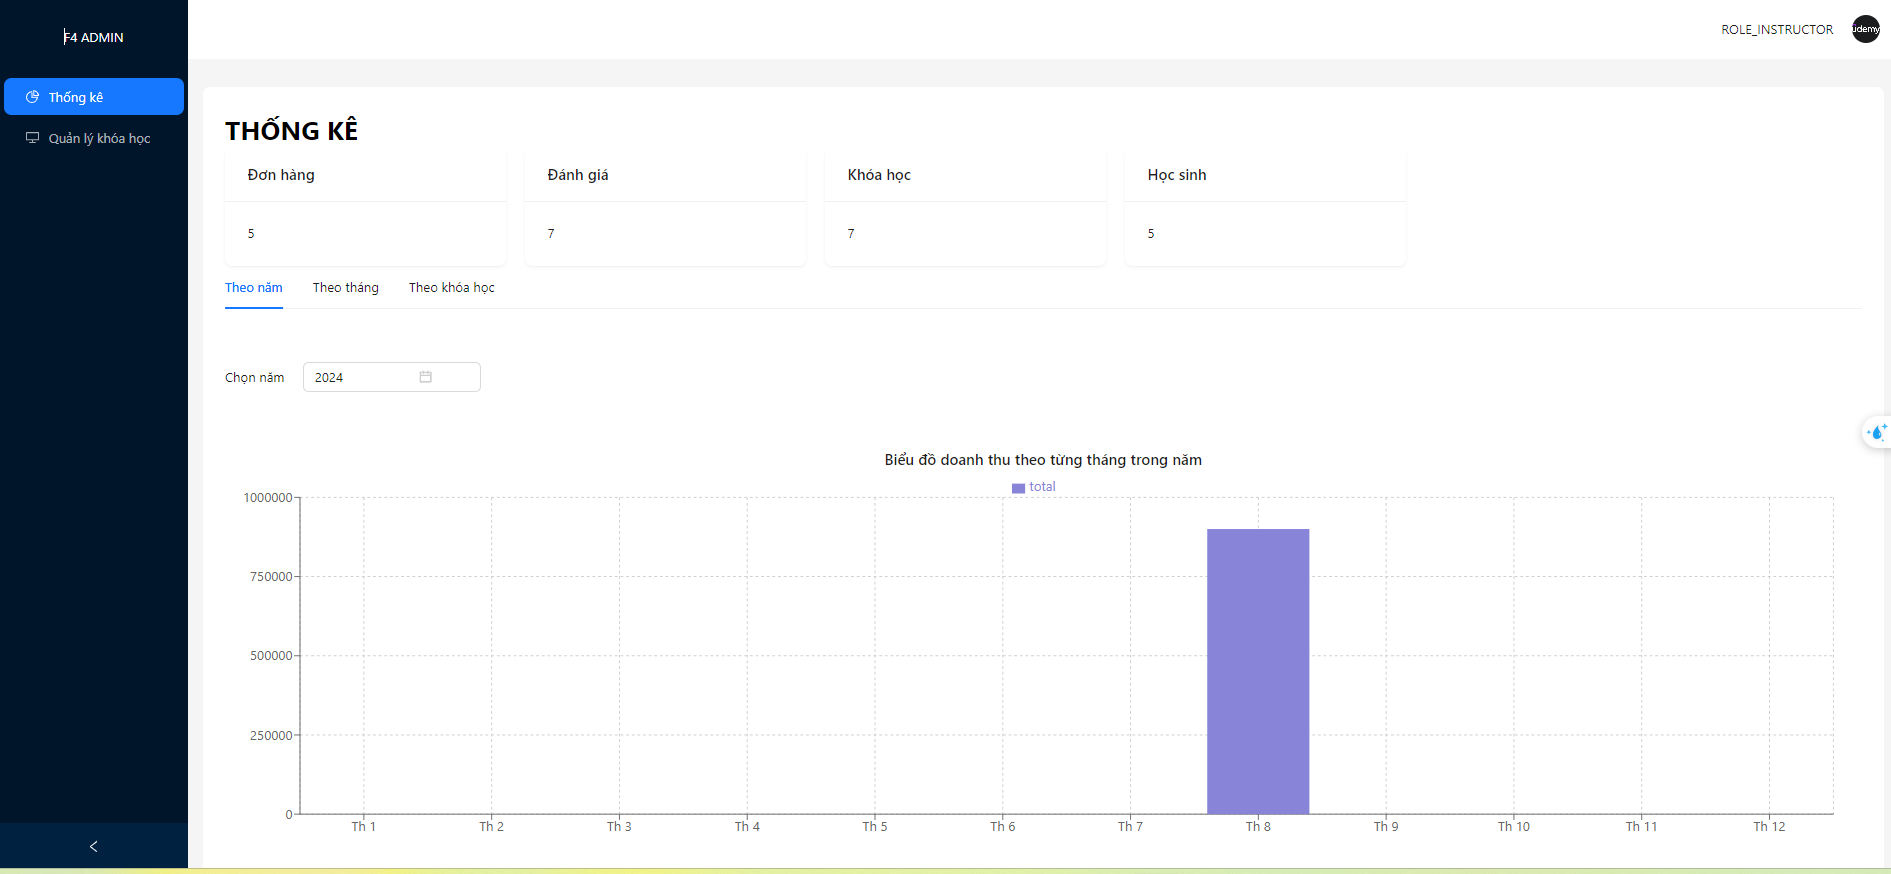 F4 ADMIN
ROLE_INSTRUCTOR
udemy
Thống kê
Quản lý khóa học
THỐNG KÊ
Đơn hàng
Đánh giá
Khóa học
Học sinh
5
7
7
5
Theo năm
Theo tháng
Theo khóa học
Chọn năm
2024
Biểu đồ doanh thu theo từng tháng trong năm
total
1000000
750000
500000
250000
0
Th 1
Th 2
Th 3
Th 4
Th 5
Th 6
Th 7
Th 8
Th 9
Th 10
Th 11
Th 12